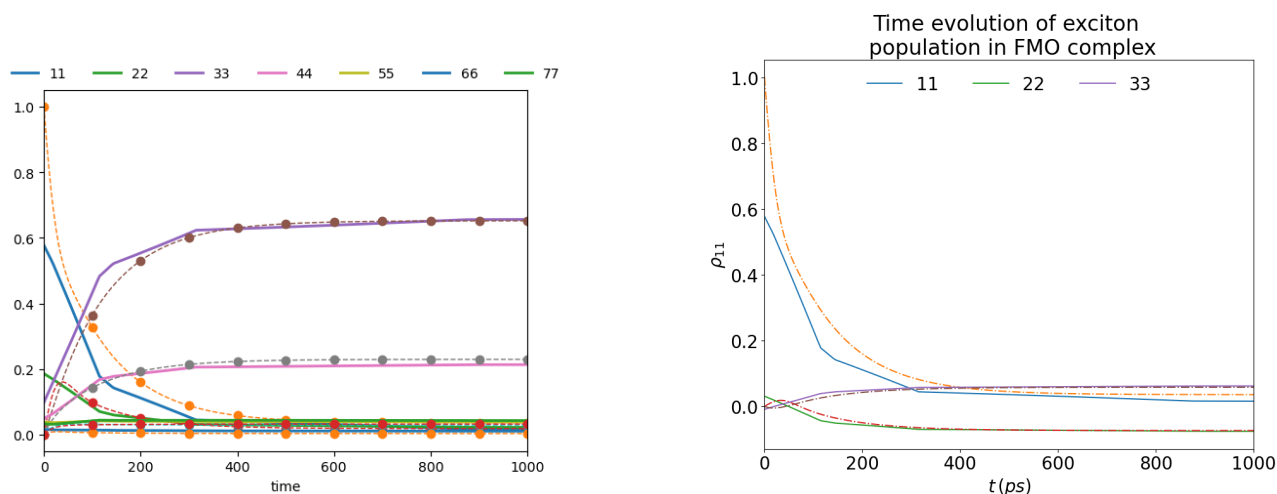 11 22 33 44 55 66 77
1.0
0.8
0.6
0.4
0.2
0.0
0 200 400 600 800 1000
time
Time evolution of exciton
population in FMO complex
11 22 33
1.0
0.8
0.6
0.4
0.2
0.0
ρ11
0 200 400 600 800 1000
t (ps)